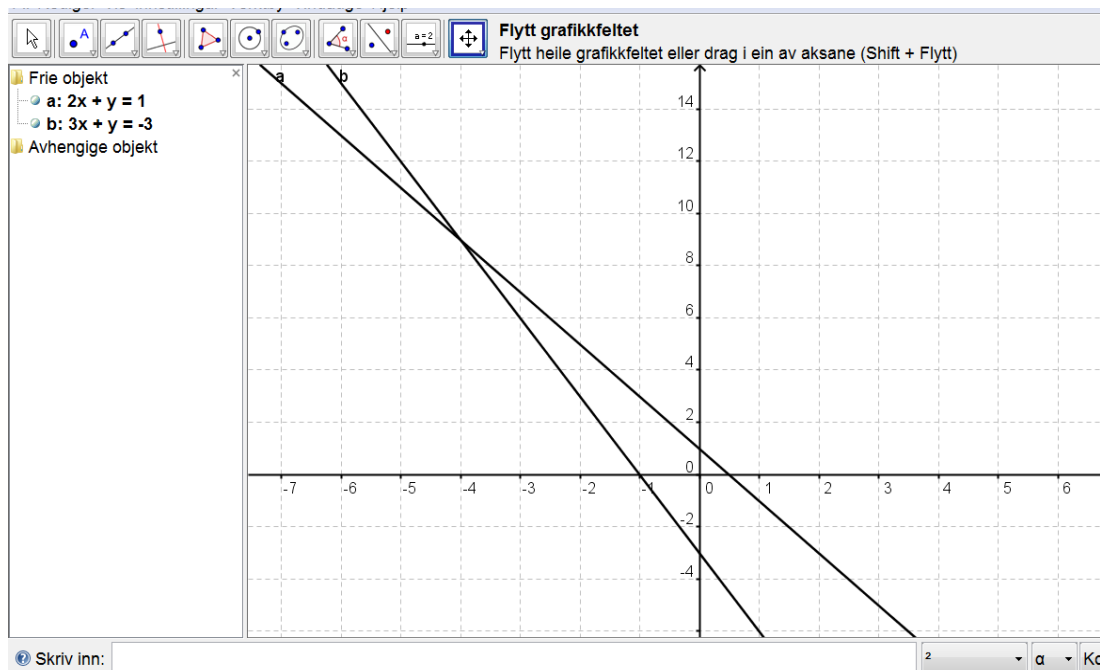 A
α
a=2
Flytt grafikkfeltet
Flytt heile grafikkfeltet eller drag i ein av aksane (Shift + Flytt)
Frie objekt
a: 2x + y = 1
b: 3x + y = -3
Avhengige objekt
a
b
14
12
10
8
6
4
2
0
-7
-6
-5
-4
-3
-2
-1
0
1
2
3
4
5
6
-2
-4
Skriv inn:
²
α